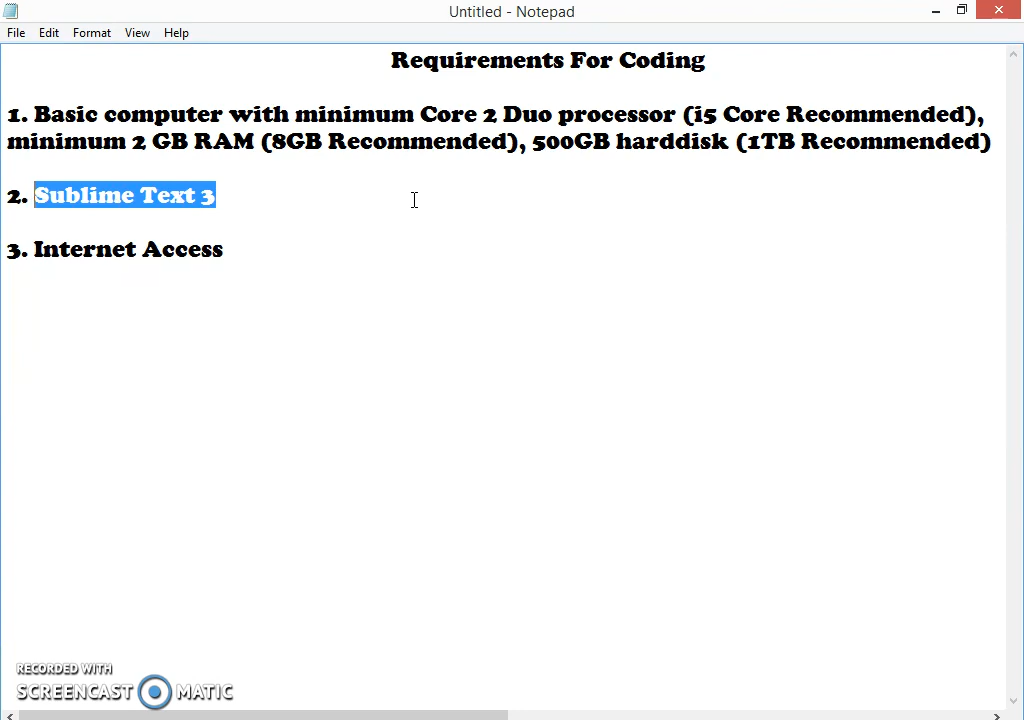 Untitled - Notepad
File Edit Format View Help
Requirements For Coding
1. Basic computer with minimum Core 2 Duo processor (i5 Core Recommended),
minimum 2 GB RAM (8GB Recommended), 500GB harddisk (1TB Recommended)
2. Sublime Text 3
3. Internet Access
RECORDED WITH
SCREENCAST MATIC